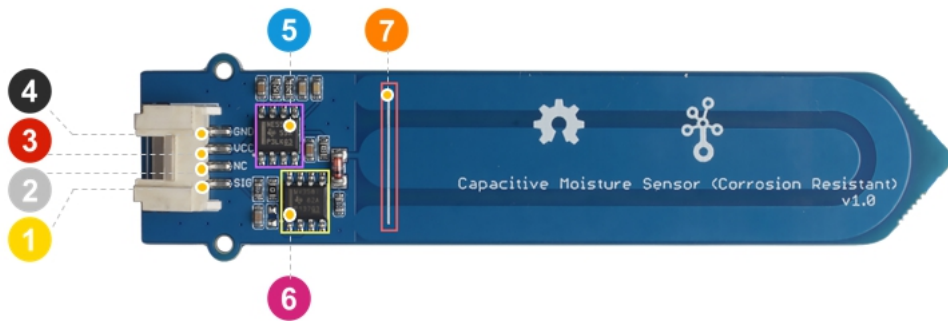 5
7
4
3
2
1
6
GND
VCC
NC
SIG
Capacitive Moisture Sensor (Corrosion Resistant)
v1.0